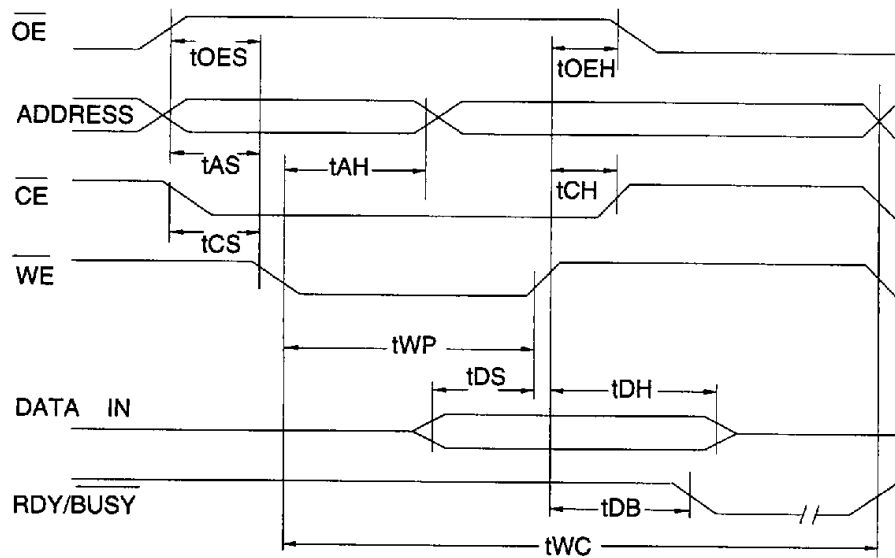 OE
tOES
tOEH
ADDRESS
tAS
tAH
CE
tCH
tCS
WE
tWP
tDS
tDH
DATA IN
RDY/BUSY
tDB
tWC